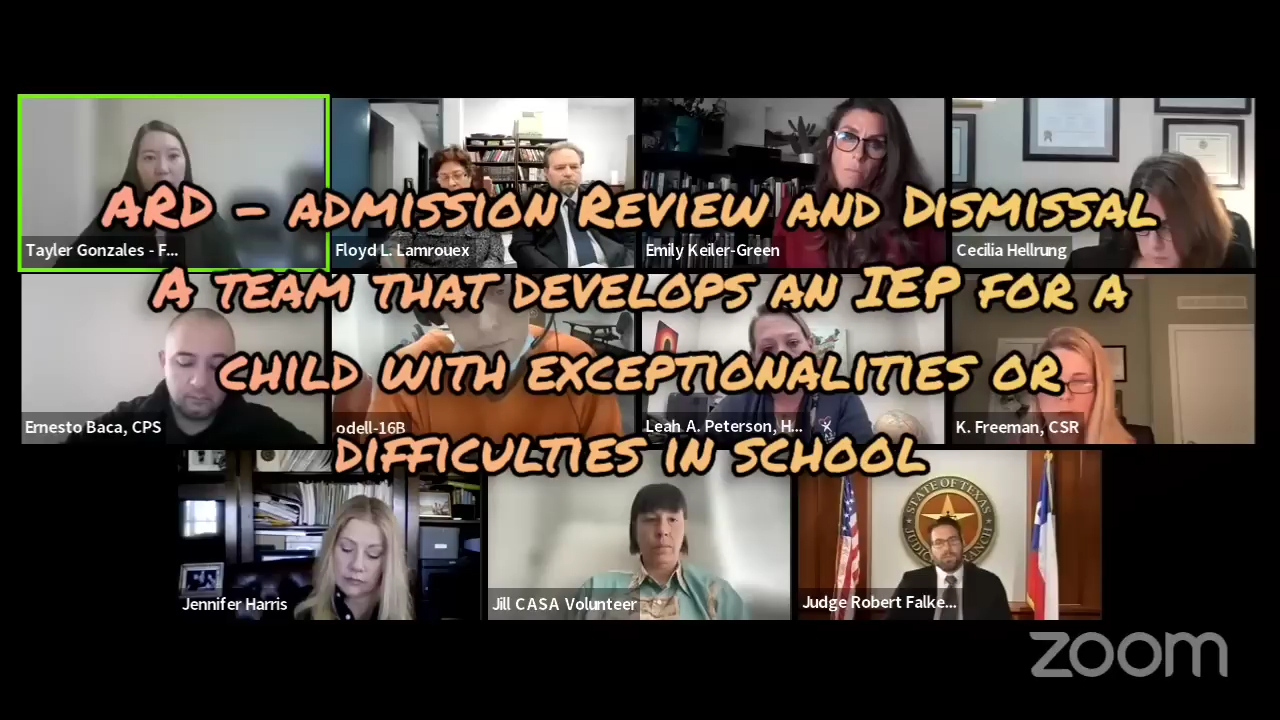 ARD - Admission Review and Dismissal
Tayler Gonzales - F...
Floyd L. Lamrouex
Emily Keiler-Green
Cecilia Hellrung
A team that develops an IEP for a
child with exceptionalities or
Ernesto Baca, CPS
odell-16B
Leah A. Peterson, H...
K. Freeman, CSR
difficulties in school
STATE OF TEXAS
Jennifer Harris
Jill CASA Volunteer
Judge Robert Falke...
zoom